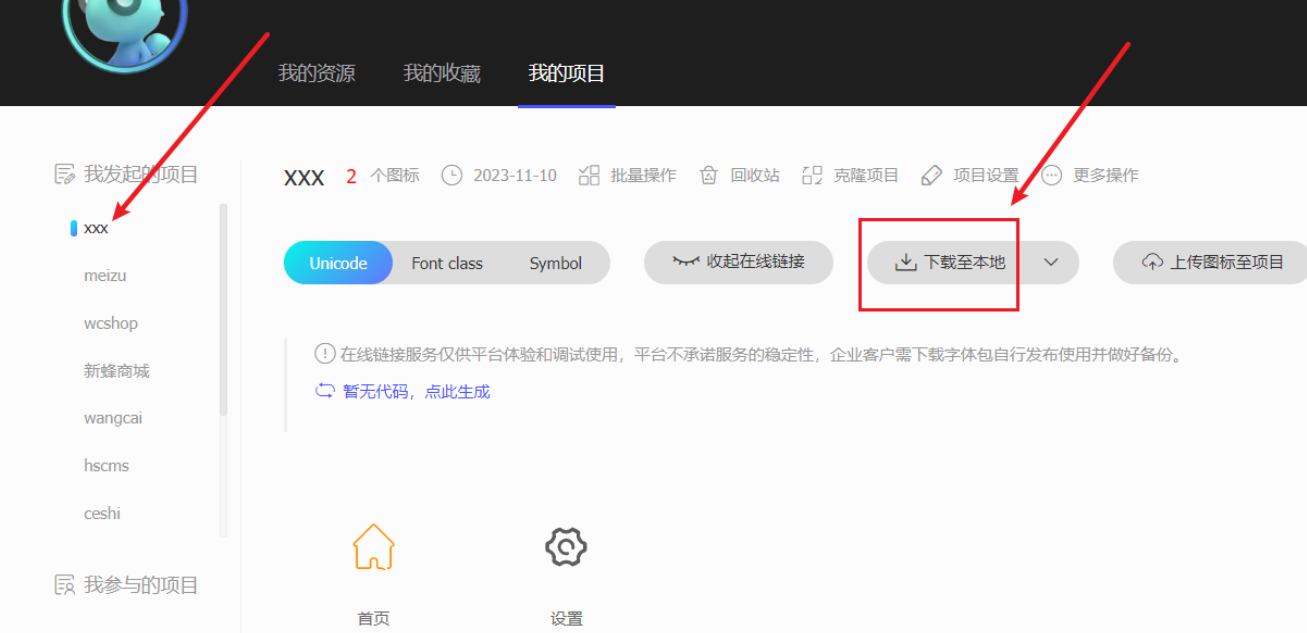 我的资源 我的收藏 我的项目
我发起的项目
xxx
meizu
wcshop
新蜂商城
wangcai
hscms
ceshi
我参与的项目
xxx 2 个图标 2023-11-10 批量操作 回收站 克隆项目 项目设置 更多操作
Unicode Font class Symbol 收起在线链接 下载至本地 上传图标至项目
在线链接服务仅供平台体验和调试使用，平台不承诺服务的稳定性，企业客户需下载字体包自行发布使用并做好备份。
暂无代码，点此生成
首页 设置